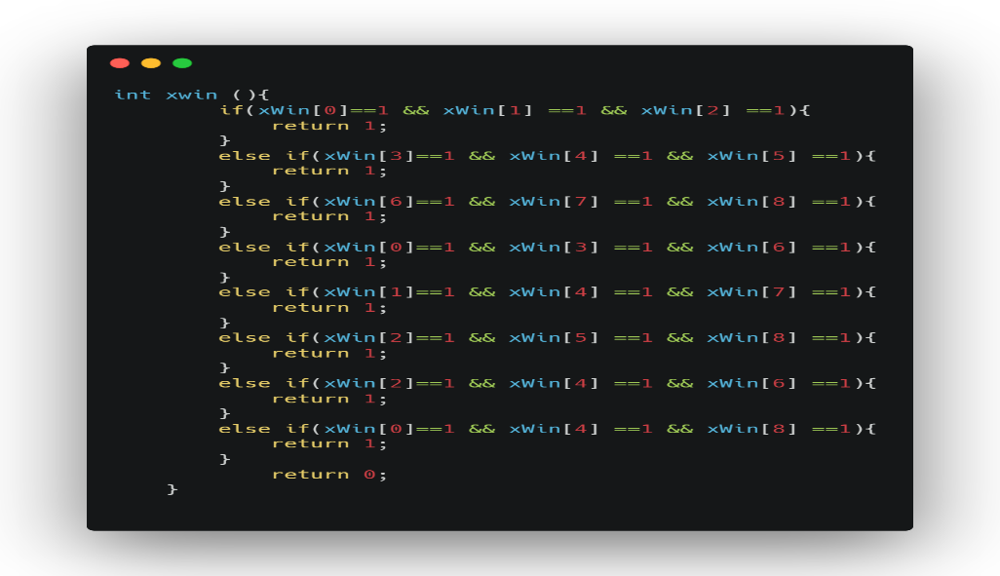 int xwin (){
        if(xWin[0]==1 && xWin[1] ==1 && xWin[2] ==1){
            return 1;
        }
        else if(xWin[3]==1 && xWin[4] ==1 && xWin[5] ==1){
            return 1;
        }
        else if(xWin[6]==1 && xWin[7] ==1 && xWin[8] ==1){
            return 1;
        }
        else if(xWin[0]==1 && xWin[3] ==1 && xWin[6] ==1){
            return 1;
        }
        else if(xWin[1]==1 && xWin[4] ==1 && xWin[7] ==1){
            return 1;
        }
        else if(xWin[2]==1 && xWin[5] ==1 && xWin[8] ==1){
            return 1;
        }
        else if(xWin[2]==1 && xWin[4] ==1 && xWin[6] ==1){
            return 1;
        }
        else if(xWin[0]==1 && xWin[4] ==1 && xWin[8] ==1){
            return 1;
        }
            return 0;
    }